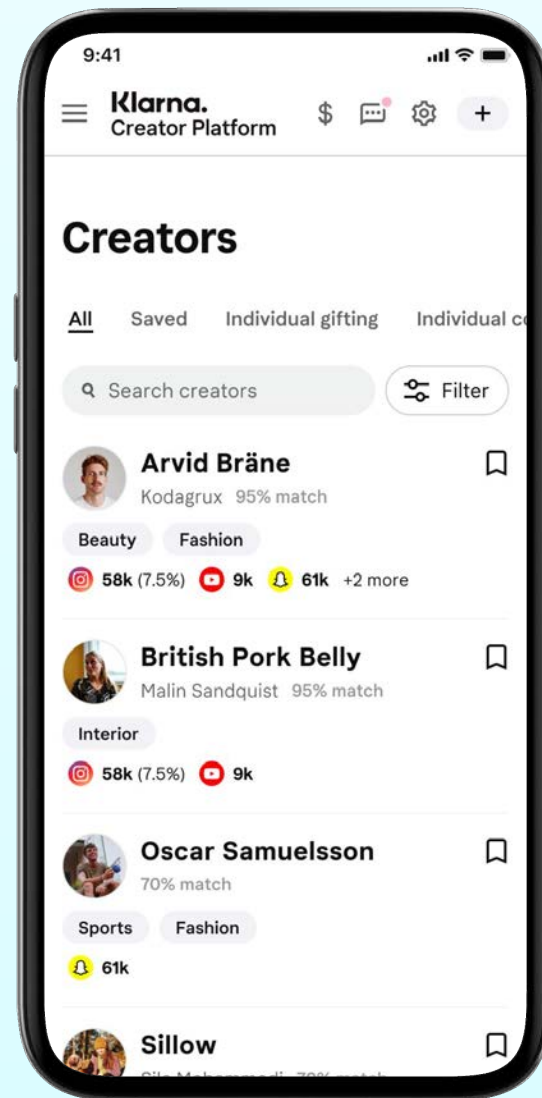 9:41
Klarna.
Creator Platform
$
+
Creators
All Saved Individual gifting Individual
Search creators Filter
Arvid Bräne
Kodagrux 95% match
Beauty Fashion
58k (7.5%) 9k 61k +2 more
British Pork Belly
Malin Sandquist 95% match
Interior
58k (7.5%) 9k
Oscar Samuelsson
70% match
Sports Fashion
61k
Sillow